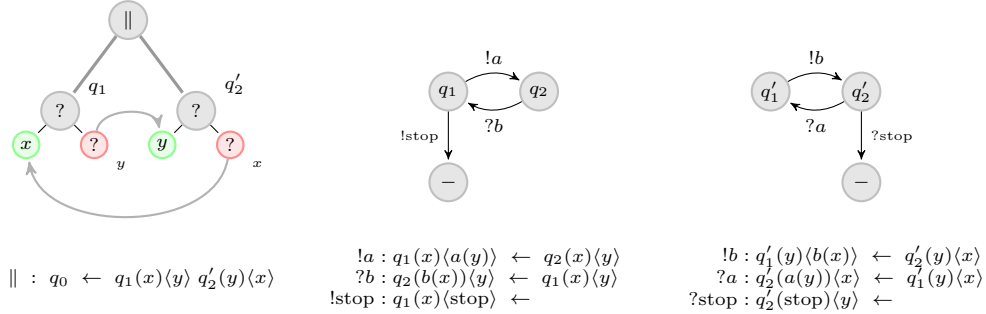 ∥
q₁
q′₂
? ?
x ? y ?
y x
!a
q₁ q₂
?b
!stop
−
!b
q′₁ q′₂
?a
?stop
−
∥ : q₀ ← q₁(x)⟨y⟩ q′₂(y)⟨x⟩
!a : q₁(x)⟨a(y)⟩ ← q₂(x)⟨y⟩
?b : q₂(b(x))⟨y⟩ ← q₁(x)⟨y⟩
!stop : q₁(x)⟨stop⟩ ←
!b : q′₁(y)⟨b(x)⟩ ← q′₂(y)⟨x⟩
?a : q′₂(a(y))⟨x⟩ ← q′₁(y)⟨x⟩
?stop : q′₂(stop)⟨y⟩ ←